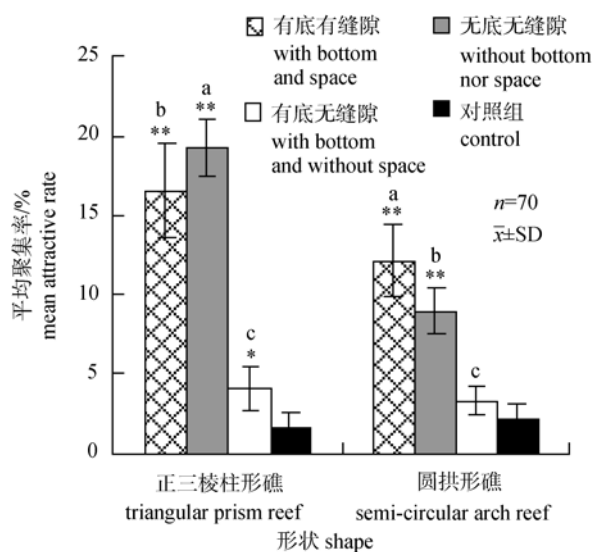 有底有缝隙
with bottom
and space
无底无缝隙
without bottom
nor space
有底无缝隙
with bottom
and without space
对照组
control
n=70
x̄±SD
平均聚集率/%
mean attractive rate
25
20
15
10
5
0
b
**
a
**
c
*
a
**
b
**
c
正三棱柱形礁
triangular prism reef
圆拱形礁
semi-circular arch reef
形状 shape